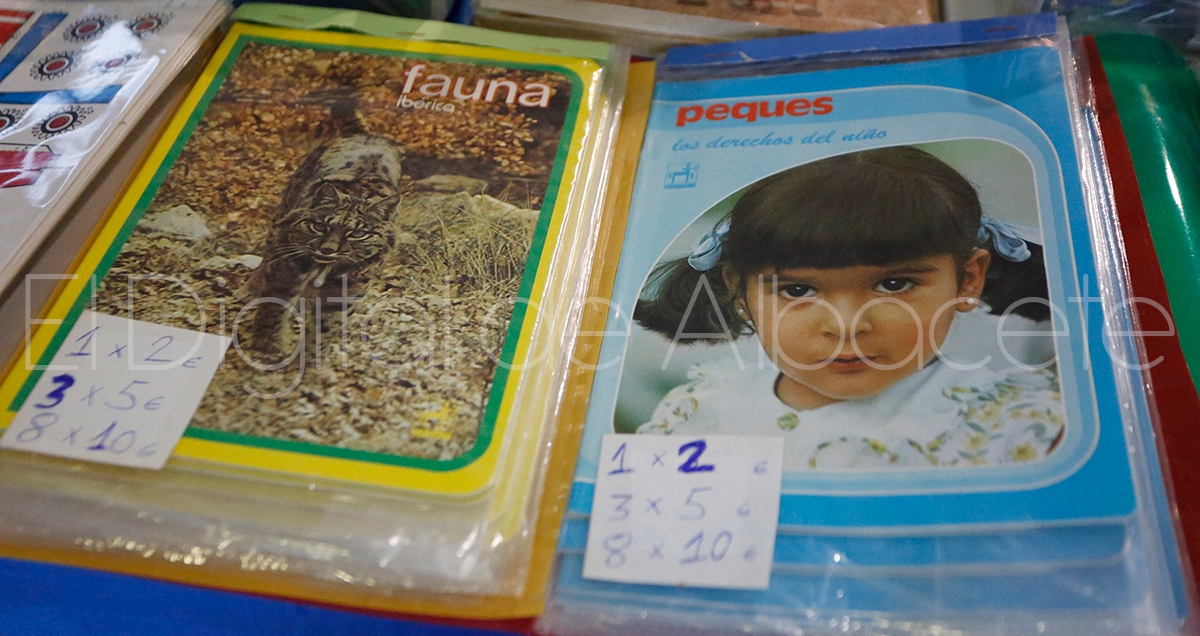 fauna
ibérica
1 x 2 €
3 x 5 €
8 x 10 €
peques
los derechos del niño
1 x 2 €
3 x 5 €
8 x 10 €
El Digital de Albacete